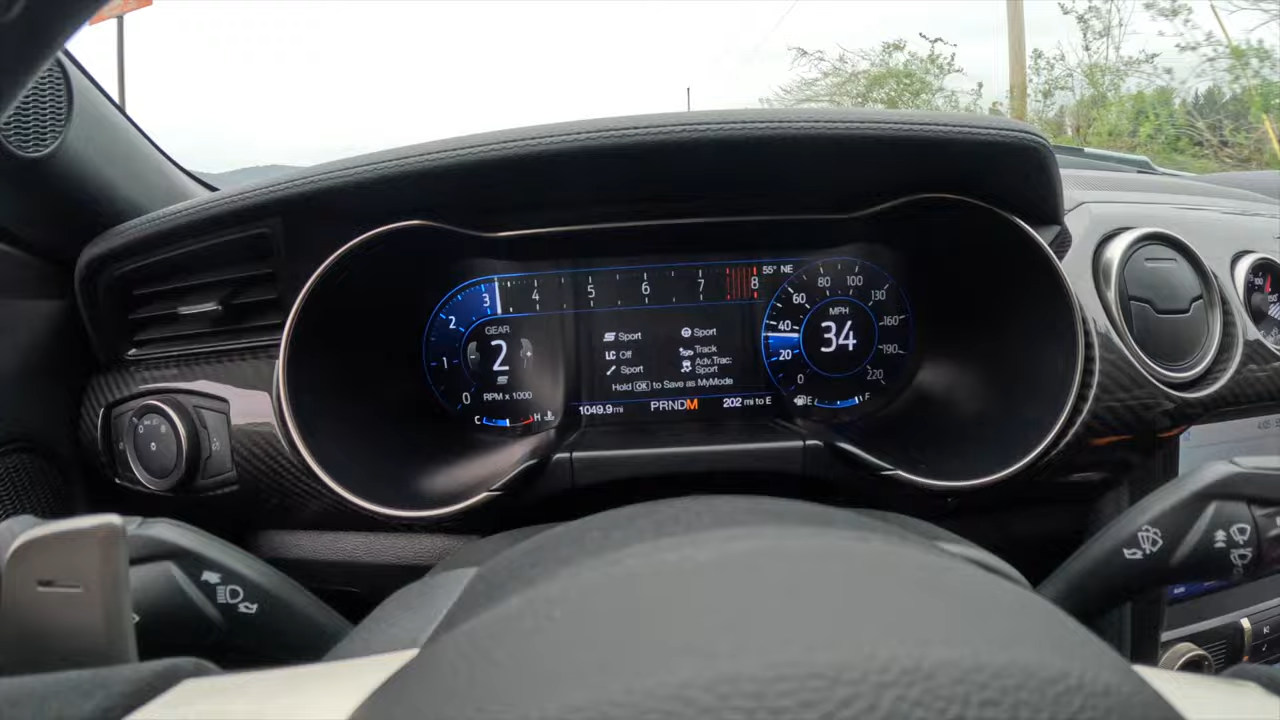 55° NE
0 1 2 3 4 5 6 7 8
GEAR
2
RPM x 1000
C H
Sport
LC Off
Sport
Sport
Track
Adv. Trac:
Sport
Hold OK to Save as MyMode
1049.9 mi
PRNDM
202 mi to E
0 20 40 60 80 100 130 160 190 220
MPH
34
E F
Auto